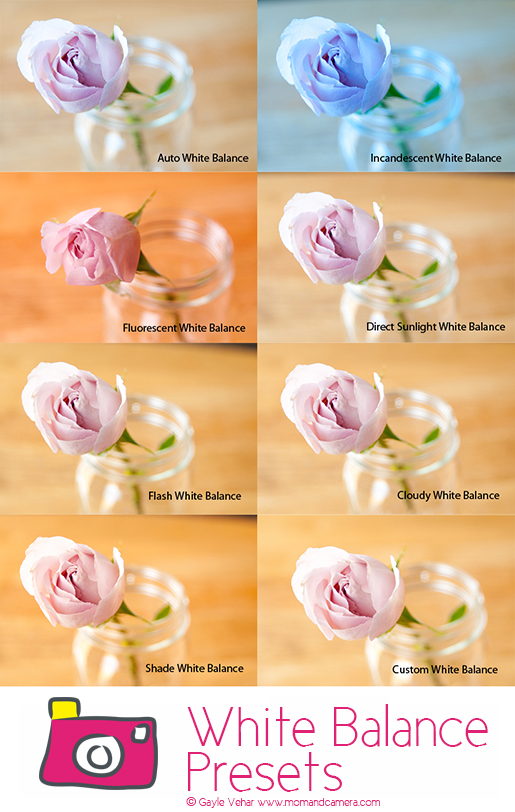 Auto White Balance
Incandescent White Balance
Fluorescent White Balance
Direct Sunlight White Balance
Flash White Balance
Cloudy White Balance
Shade White Balance
Custom White Balance
White Balance
Presets
© Gayle Vehar www.momandcamera.com